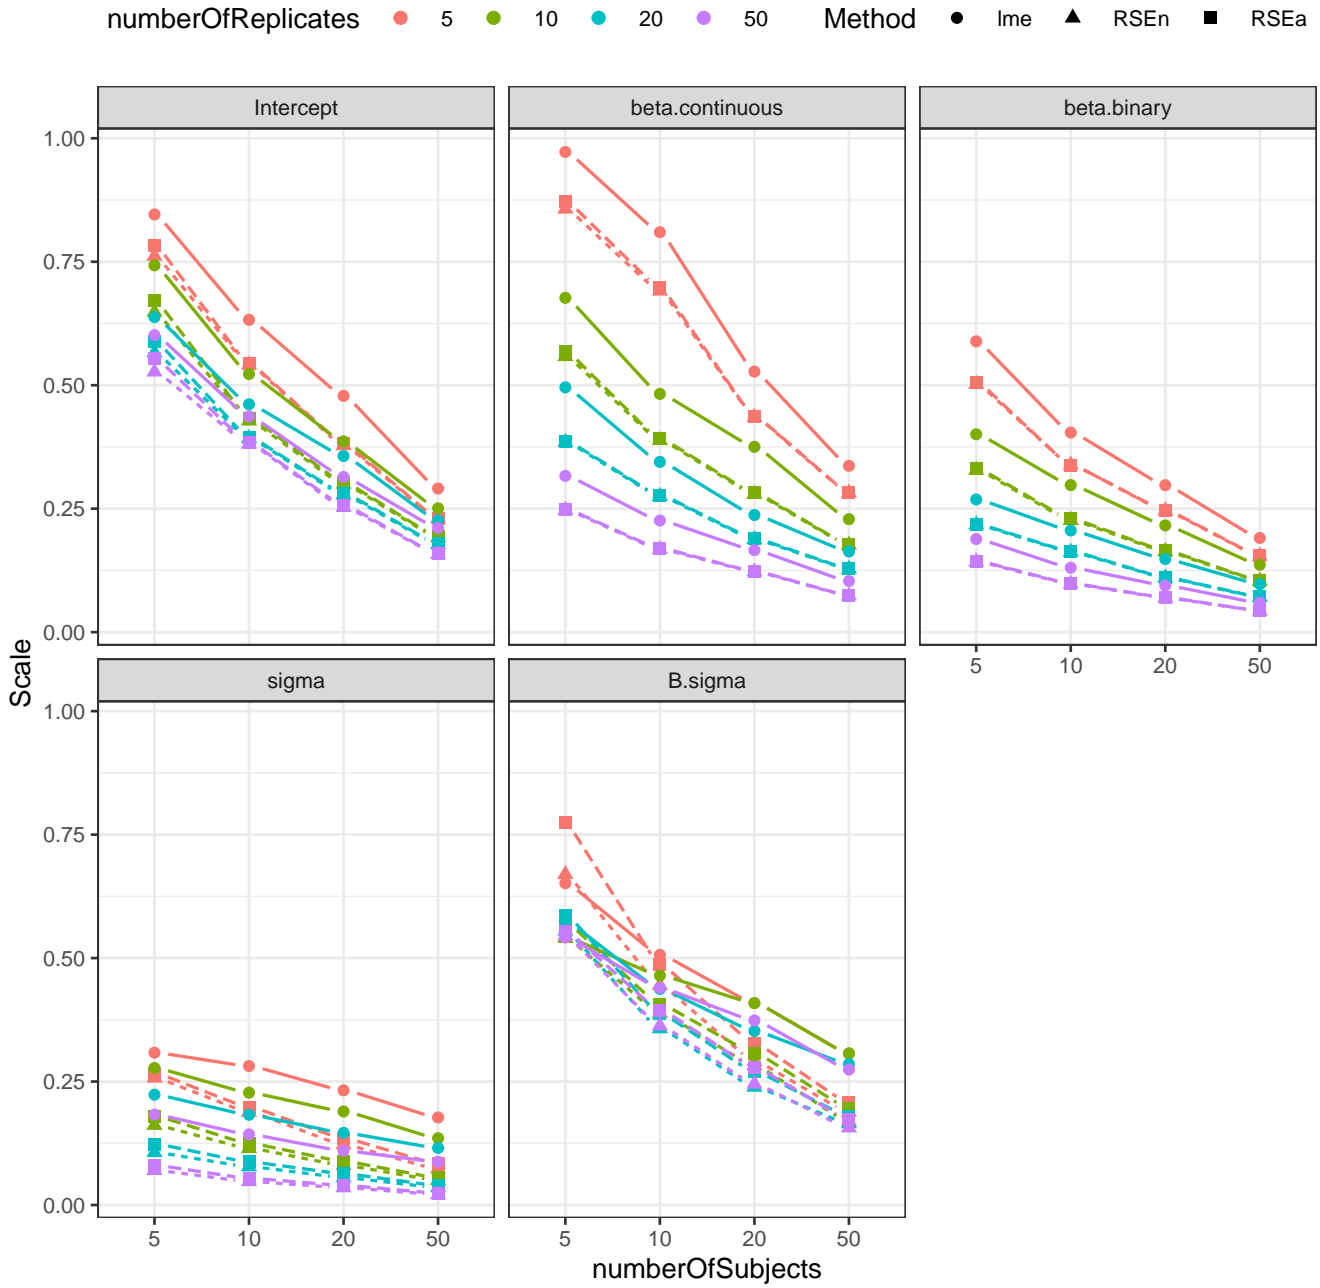 numberOfReplicates 5 10 20 50 Method lme RSEn RSEa
Intercept beta.continuous beta.binary
1.00
0.75
0.50
0.25
0.00
5 10 20 50
Scale
sigma B.sigma
1.00
0.75
0.50
0.25
0.00
5 10 20 50 5 10 20 50
numberOfSubjects